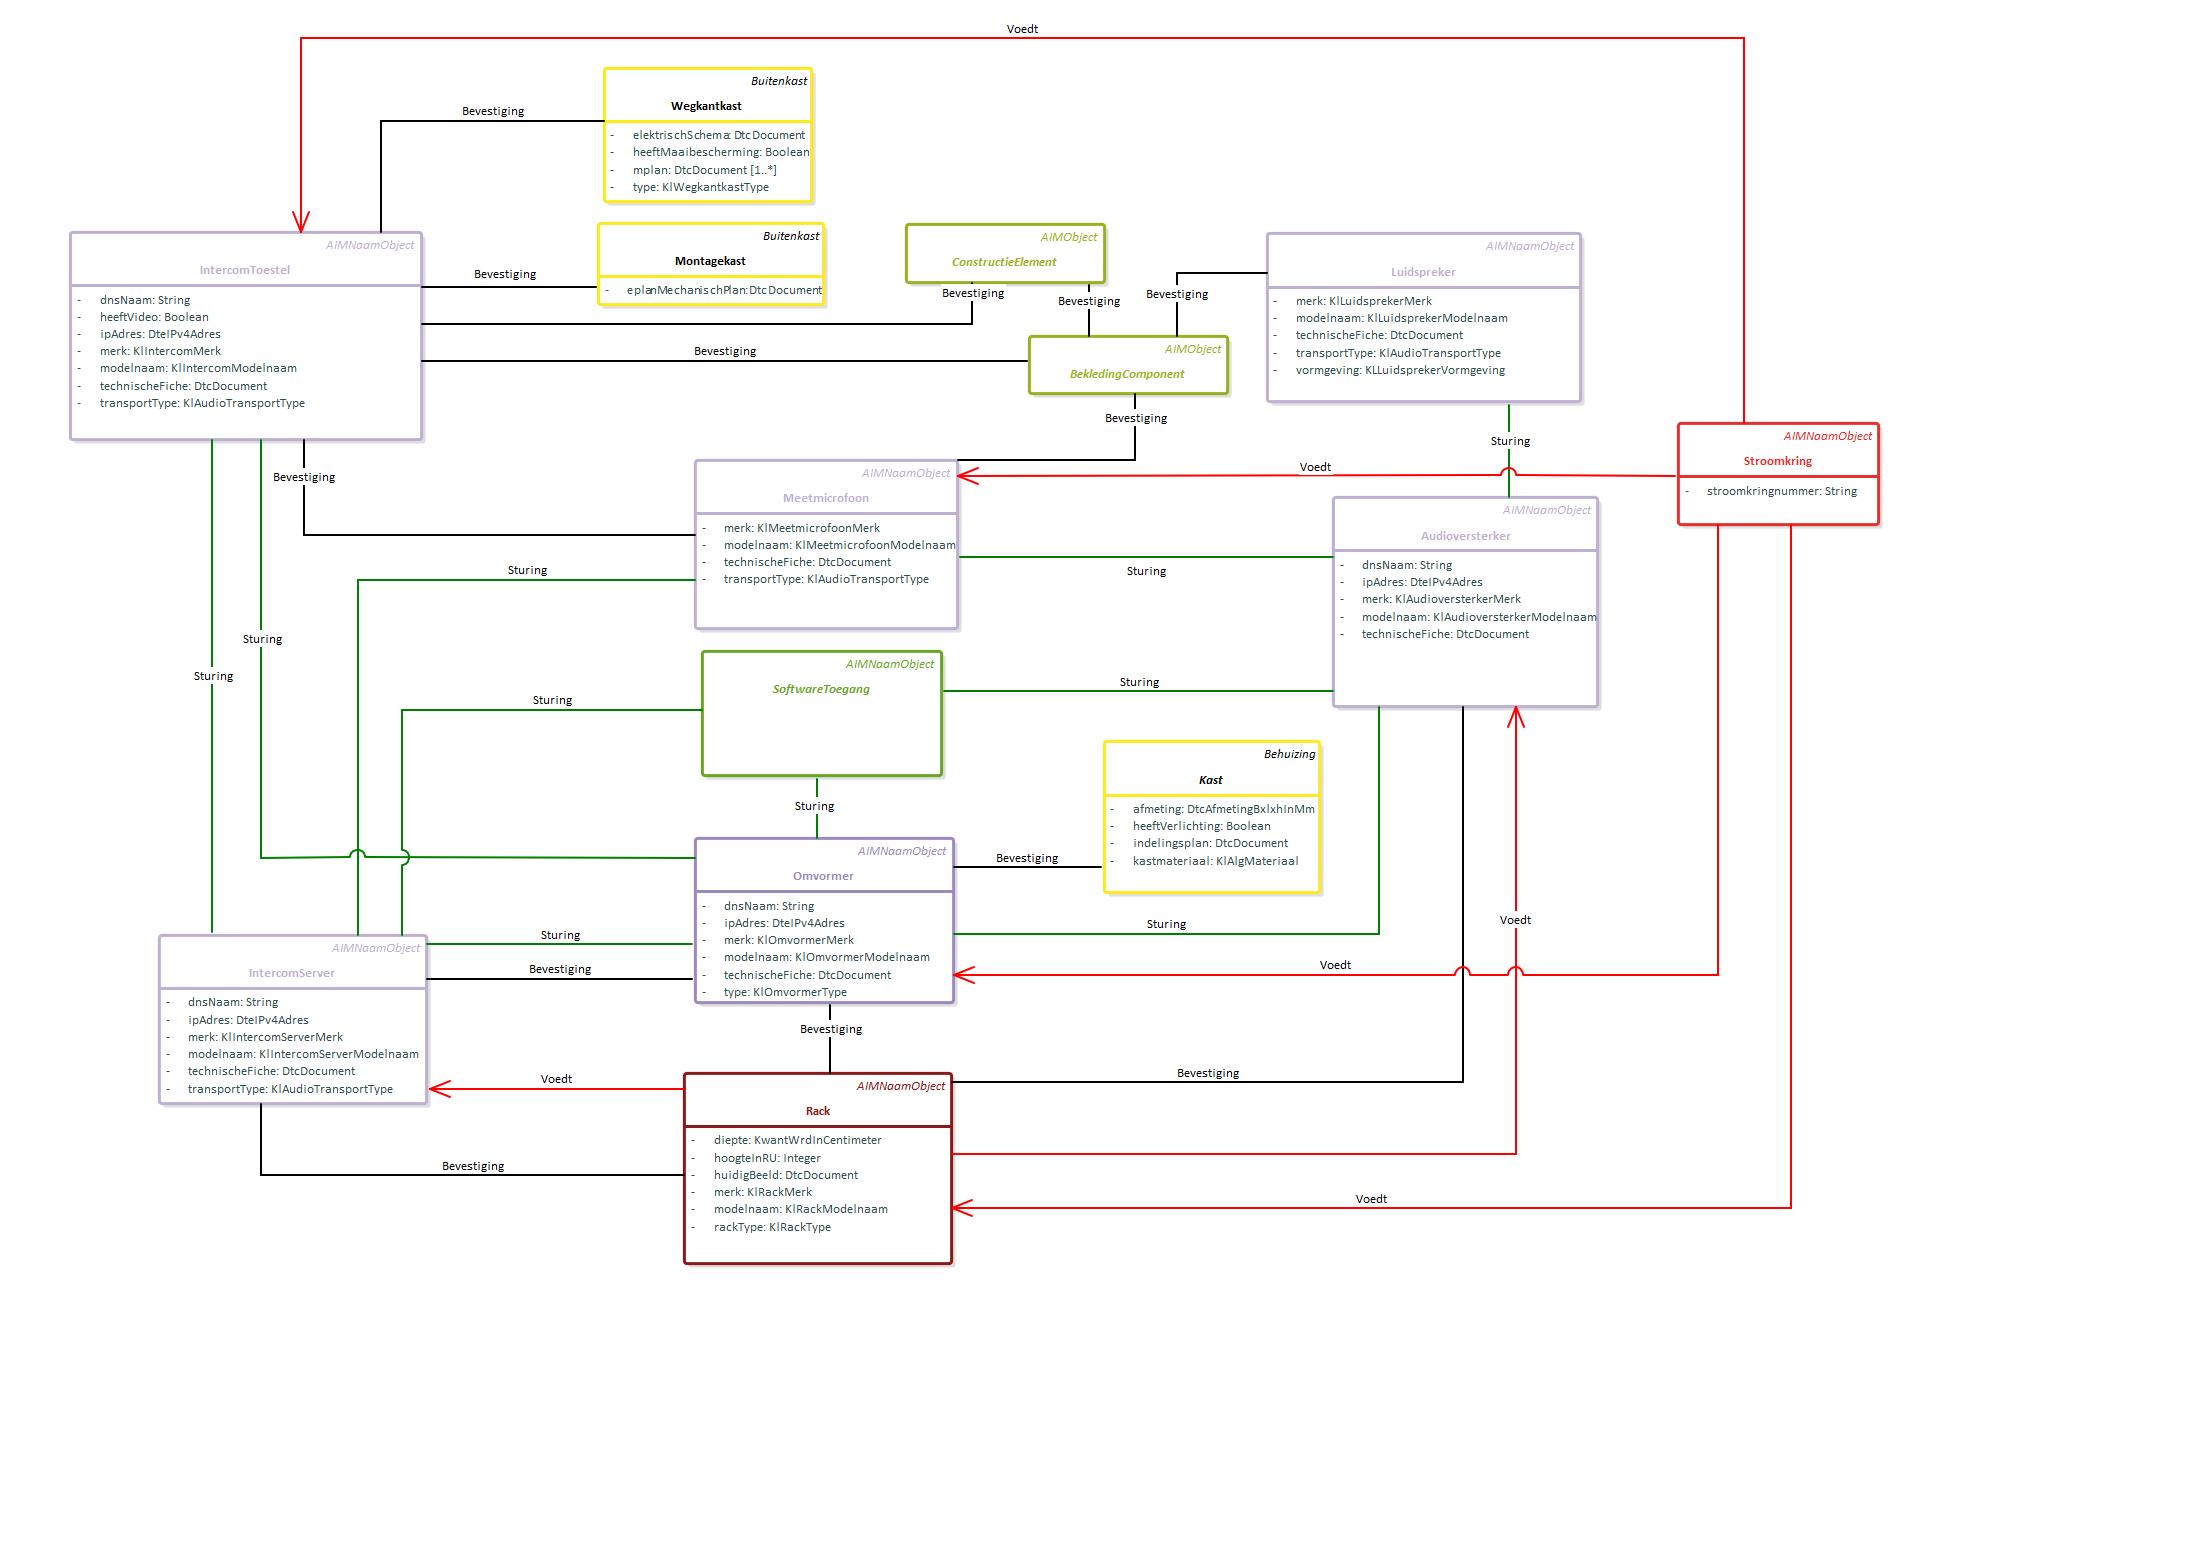 Voedt
Buitenkast
Wegkantkast
- elektrischSchema: DtcDocument
- heeftMaaibescherming: Boolean
- mplan: DtcDocument [1..*]
- type: KlWegkantkastType
Bevestiging
Buitenkast
Montagekast
- eplanMechanischPlan:DtcDocument
Bevestiging
AIMNaamObject
IntercomToestel
- dnsNaam: String
- heeftVideo: Boolean
- ipAdres: DteIPv4Adres
- merk: KlIntercomMerk
- modelnaam: KlIntercomModelnaam
- technischeFiche: DtcDocument
- transportType: KlAudioTransportType
AIMObject
ConstructieElement
Bevestiging
Bevestiging
Bevestiging
AIMNaamObject
Luidspreker
- merk: KlLuidsprekerMerk
- modelnaam: KlLuidsprekerModelnaam
- technischeFiche: DtcDocument
- transportType: KlAudioTransportType
- vormgeving: KLLuidsprekerVormgeving
Bevestiging
AIMObject
BekledingComponent
Bevestiging
Sturing
AIMNaamObject
Stroomkring
- stroomkringnummer: String
Bevestiging
AIMNaamObject
Meetmicrofoon
- merk: KlMeetmicrofoonMerk
- modelnaam: KlMeetmicrofoonModelnaam
- technischeFiche: DtcDocument
- transportType: KlAudioTransportType
Voedt
AIMNaamObject
Audioversterker
- dnsNaam: String
- ipAdres: DteIPv4Adres
- merk: KlAudioversterkerMerk
- modelnaam: KlAudioversterkerModelnaam
- technischeFiche: DtcDocument
Sturing
Sturing
Sturing
Sturing
AIMNaamObject
SoftwareToegang
Sturing
Sturing
Sturing
Behuizing
Kast
- afmeting: DtcAfmetingBxlxhInMm
- heeftVerlichting: Boolean
- indelingsplan: DtcDocument
- kastmateriaal: KlAlgMateriaal
AIMNaamObject
Omvormer
- dnsNaam: String
- ipAdres: DteIPv4Adres
- merk: KlOmvormerMerk
- modelnaam: KlOmvormerModelnaam
- technischeFiche: DtcDocument
- type: KlOmvormerType
Bevestiging
Sturing
Voedt
Voedt
Sturing
Bevestiging
AIMNaamObject
IntercomServer
- dnsNaam: String
- ipAdres: DteIPv4Adres
- merk: KlIntercomServerMerk
- modelnaam: KlIntercomServerModelnaam
- technischeFiche: DtcDocument
- transportType: KlAudioTransportType
Bevestiging
Voedt
Bevestiging
AIMNaamObject
Rack
- diepte: KwantWrdInCentimeter
- hoogteInRU: Integer
- huidigBeeld: DtcDocument
- merk: KlRackMerk
- modelnaam: KlRackModelnaam
- rackType: KlRackType
Bevestiging
Voedt